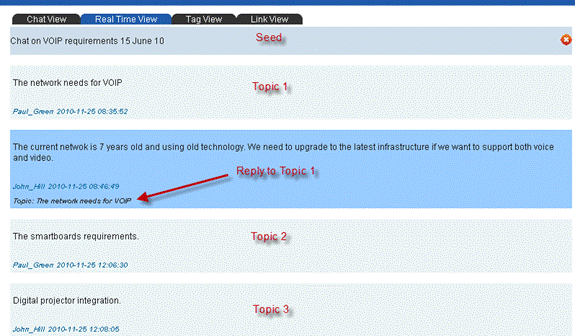 Chat View Real Time View Tag View Link View
Chat on VOIP requirements 15 June 10 Seed
The network needs for VOIP
Topic 1
Paul_Green 2010-11-25 08:35:52
The current netwok is 7 years old and using old technology. We need to upgrade to the latest infrastructure if we want to support both voice
and video.
Reply to Topic 1
John_Hill 2010-11-25 08:46:49
Topic: The network needs for VOIP
The smartboards requirements. Topic 2
Paul_Green 2010-11-25 12:06:30
Digital projector integration.
Topic 3
John_Hill 2010-11-25 12:08:05